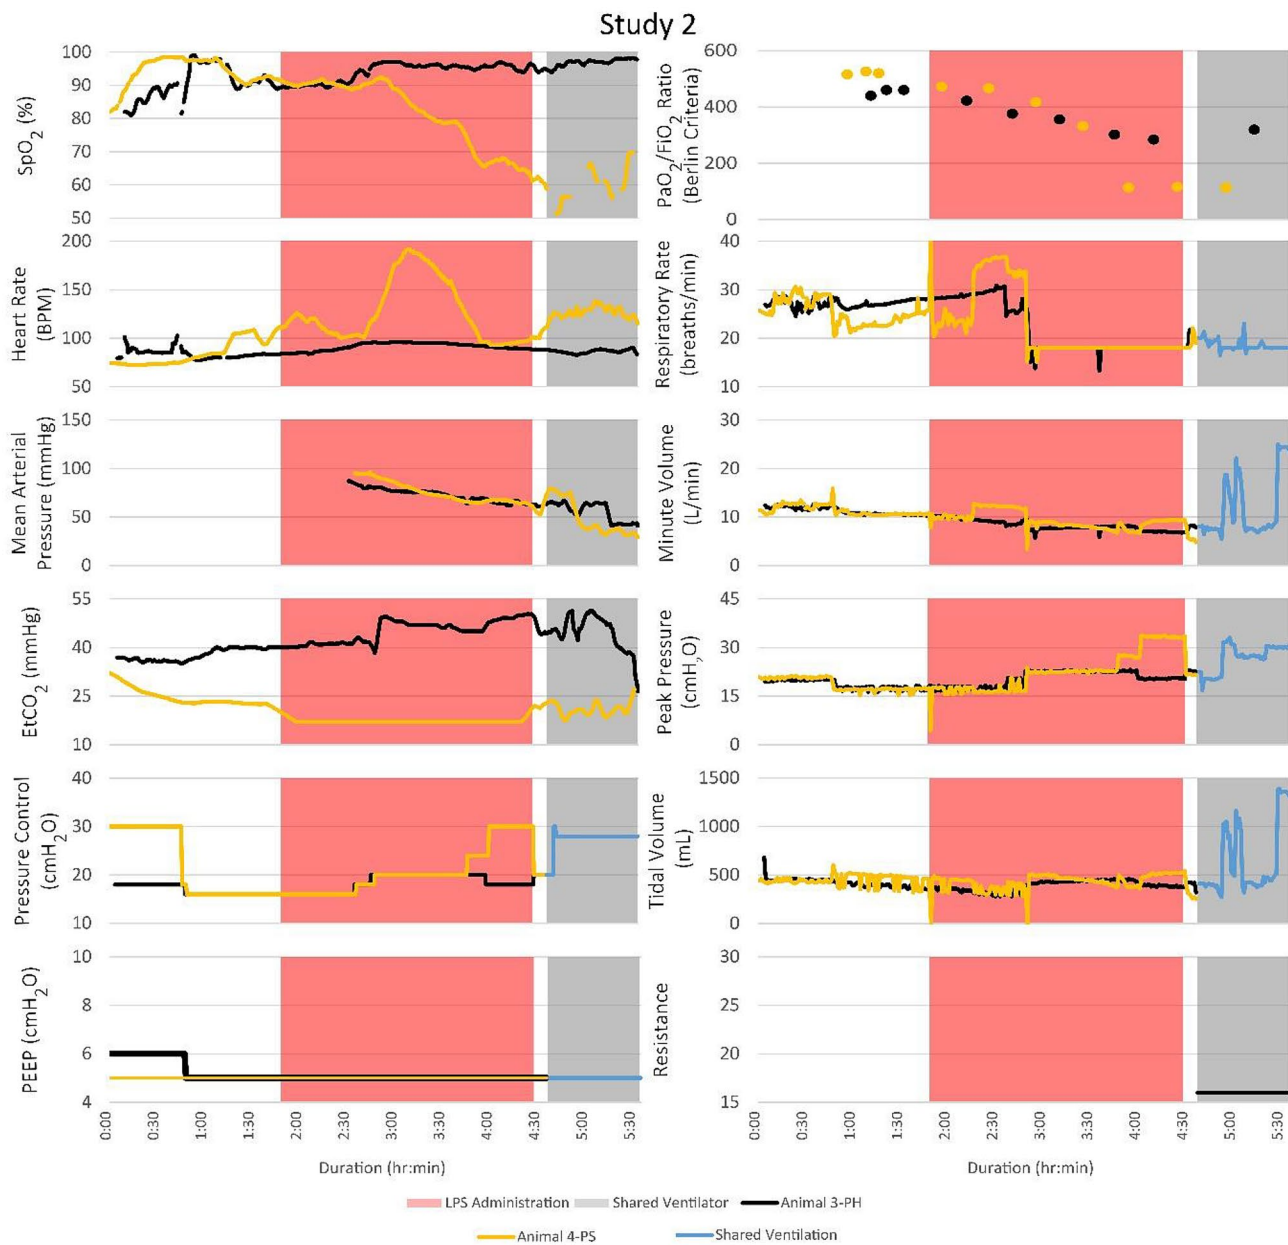 Study 2
SpO2 (%)
100
90
80
70
60
50
PaO2/FiO2 Ratio
(Berlin Criteria)
600
400
200
0
Heart Rate
(BPM)
200
150
100
50
Respiratory Rate
(breaths/min)
40
30
20
10
Mean Arterial
Pressure (mmHg)
150
100
50
0
Minute Volume
(L/min)
30
20
10
0
EtCO2 (mmHg)
55
40
25
10
Peak Pressure
(cmH2O)
45
30
15
0
Pressure Control
(cmH2O)
40
30
20
10
Tidal Volume
(mL)
1500
1000
500
0
PEEP (cmH2O)
10
8
6
4
Resistance
30
25
20
15
0:00
0:30
1:00
1:30
2:00
2:30
3:00
3:30
4:00
4:30
5:00
5:30
Duration (hr:min)
0:00
0:30
1:00
1:30
2:00
2:30
3:00
3:30
4:00
4:30
5:00
5:30
Duration (hr:min)
LPS Administration Shared Ventilator Animal 3-PH
Animal 4-PS Shared Ventilation